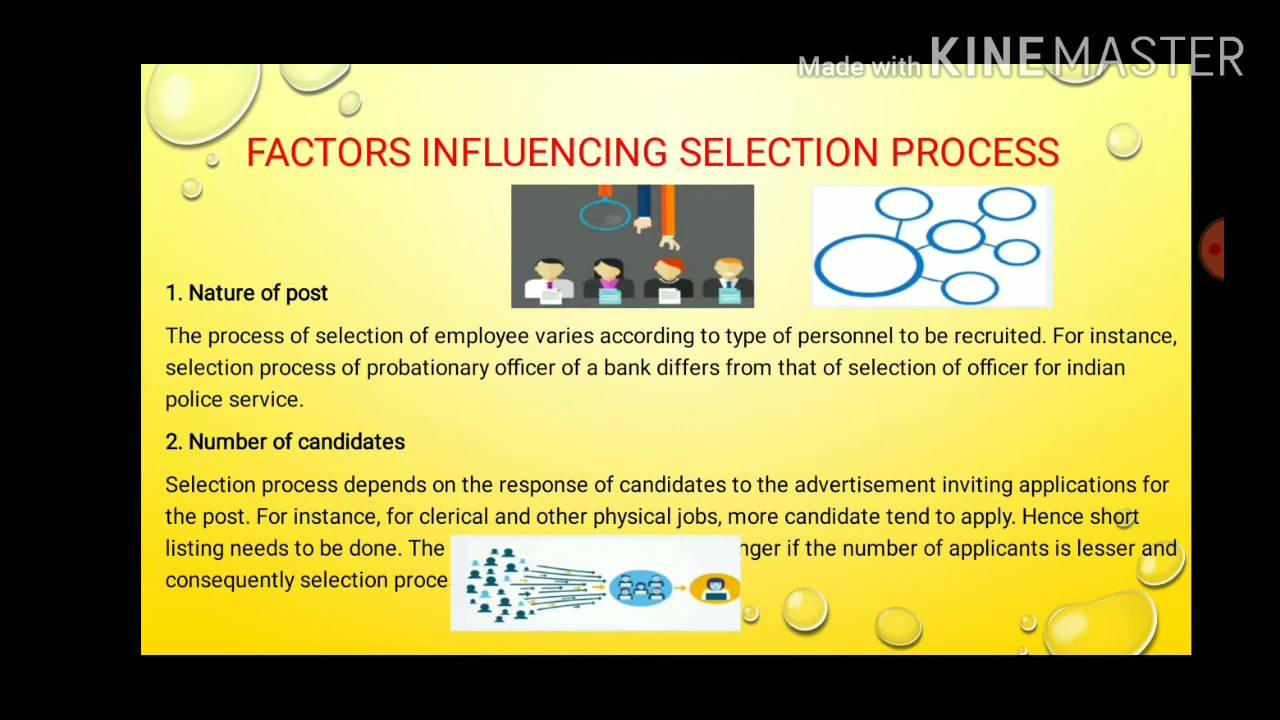 Made with KINEMASTER
FACTORS INFLUENCING SELECTION PROCESS
1. Nature of post
The process of selection of employee varies according to type of personnel to be recruited. For instance,
selection process of probationary officer of a bank differs from that of selection of officer for indian
police service.
2. Number of candidates
Selection process depends on the response of candidates to the advertisement inviting applications for
the post. For instance, for clerical and other physical jobs, more candidate tend to apply. Hence short
listing needs to be done. The if the number of applicants is lesser and
consequently selection